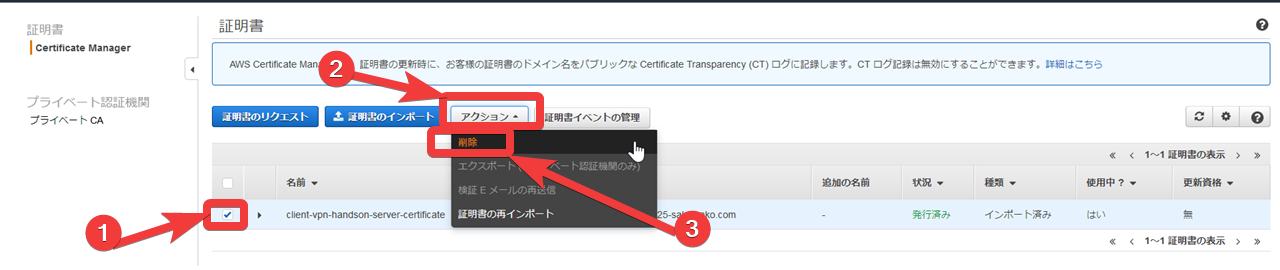 証明書
Certificate Manager
プライベート認証機関
プライベート CA
証明書
AWS Certificate 証明書の更新時に、お客様の証明書のドメイン名をパブリックな Certificate Transparency (CT) ログに記録します。CT ログ記録は無効にすることができます。詳細はこちら
2
証明書のリクエスト 証明書のインポート アクション 証明書イベントの管理
削除
エクスポート ベート認証機関のみ)
検証 E メールの再送信
証明書の再インポート
« ‹ 1~1 証明書の表示 › »
名前 追加の名前 状況 種類 使用中 ? 更新資格
client-vpn-handson-server-certificate .com - 発行済み インポート済み はい 無
« ‹ 1~1 証明書の表示 › »
1
3